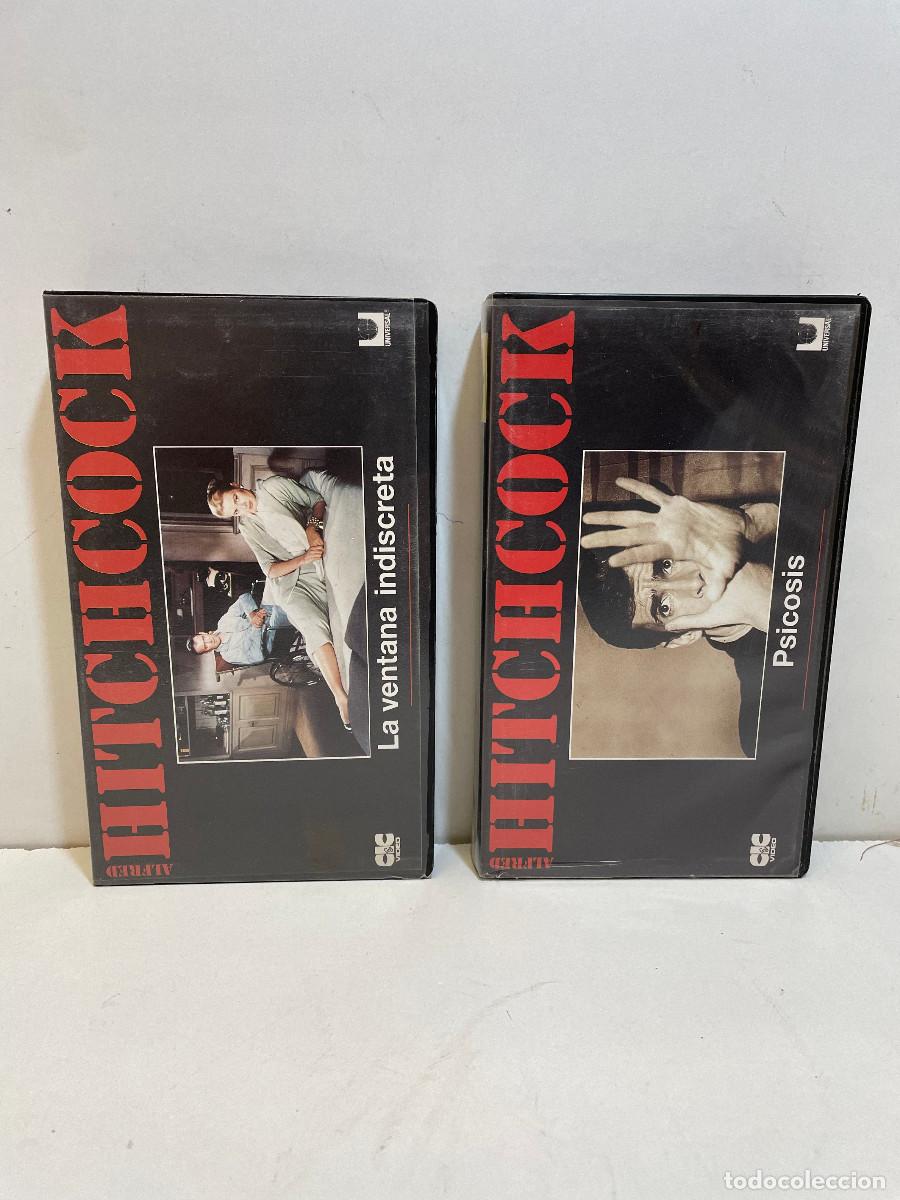 ALFRED
HITCHCOCK
La ventana indiscreta
UNIVERSAL
CIC
VIDEO
ALFRED
HITCHCOCK
Psicosis
UNIVERSAL
CIC
VIDEO
todocoleccion